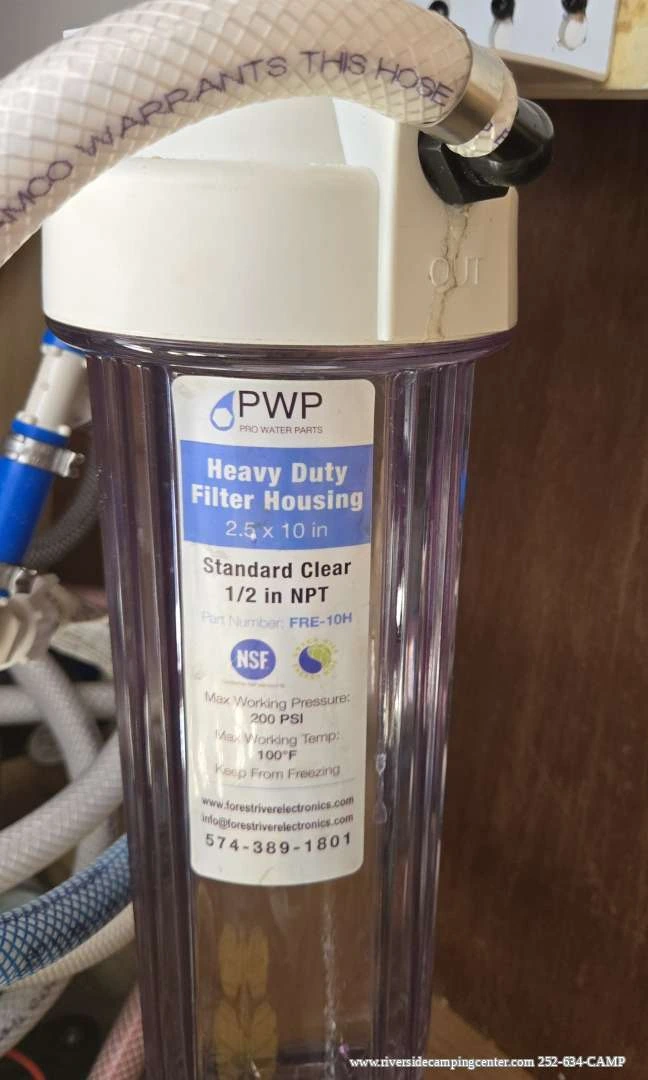 AMCO WARRANTS THIS HOSE
OUT
PWP
PRO WATER PARTS
Heavy Duty
Filter Housing
2.5 x 10 in
Standard Clear
1/2 in NPT
Part Number: FRE-10H
NSF
Max Working Pressure:
200 PSI
Max Working Temp:
100°F
Keep From Freezing
www.forestriverelectronics.com
info@forestriverelectronics.com
574-389-1801
www.riversidecampingcenter.com 252-634-CAMP